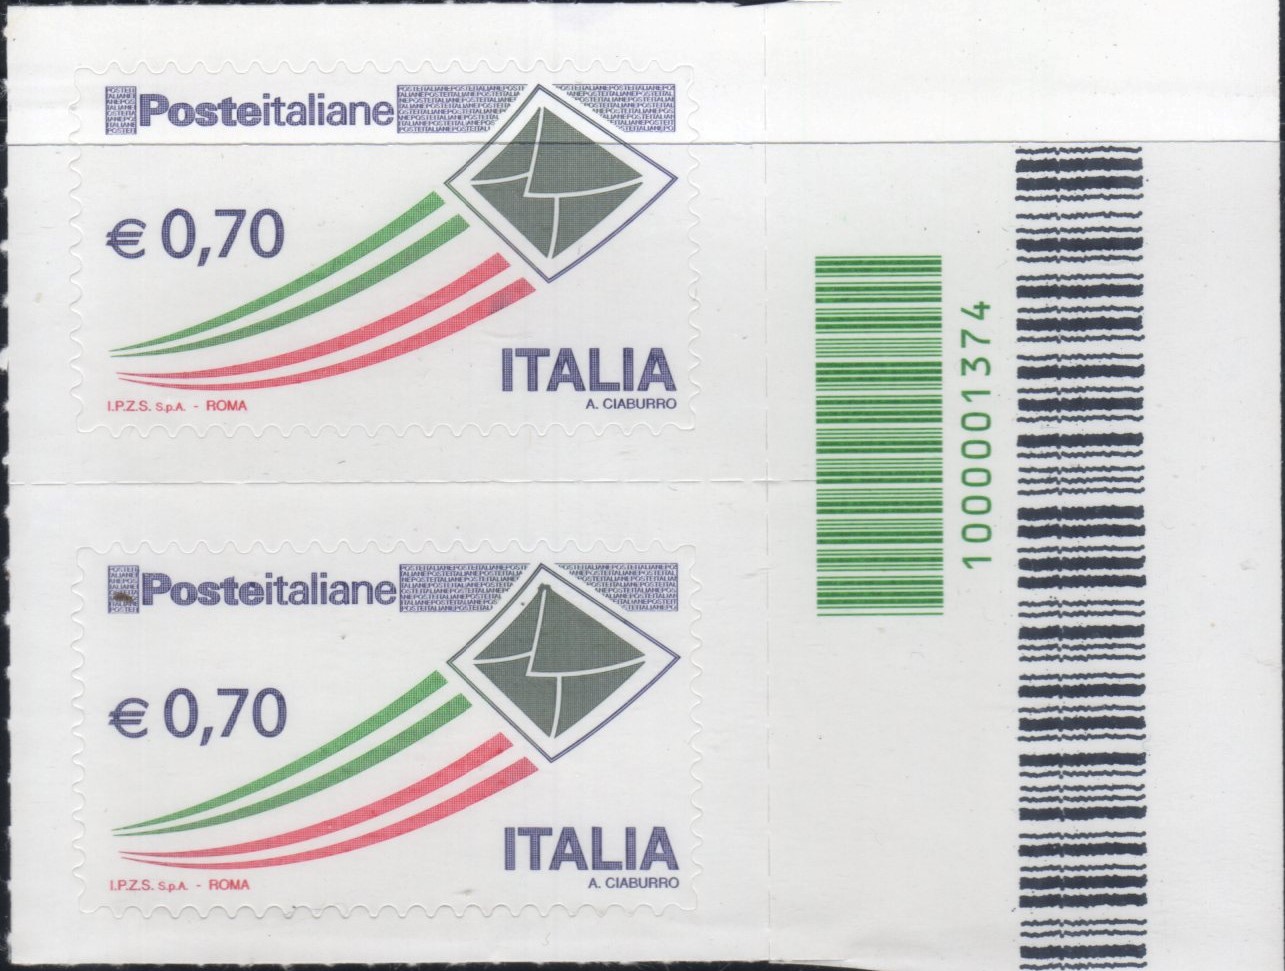 Posteitaliane
€ 0,70
ITALIA
A. CIABURRO
I.P.Z.S. S.p.A. - ROMA
Posteitaliane
€ 0,70
ITALIA
A. CIABURRO
I.P.Z.S. S.p.A. - ROMA
1000001374